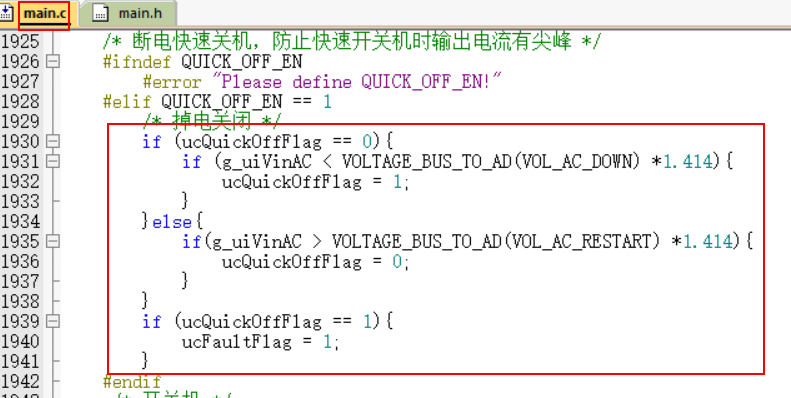 main.c main.h
1925 /* 断电快速关机，防止快速开关机时输出电流有尖峰 */
1926 #ifndef QUICK_OFF_EN
1927 #error "Please define QUICK_OFF_EN!"
1928 #elif QUICK_OFF_EN == 1
1929 /* 掉电关闭 */
1930 if (ucQuickOffFlag == 0){
1931 if (g_uiVinAC < VOLTAGE_BUS_TO_AD(VOL_AC_DOWN) *1.414){
1932 ucQuickOffFlag = 1;
1933 }
1934 }else{
1935 if(g_uiVinAC > VOLTAGE_BUS_TO_AD(VOL_AC_RESTART) *1.414){
1936 ucQuickOffFlag = 0;
1937 }
1938 }
1939 if (ucQuickOffFlag == 1){
1940 ucFaultFlag = 1;
1941 }
1942 #endif